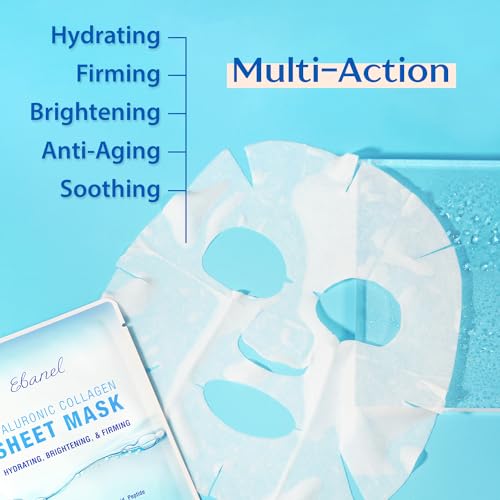 Hydrating
Firming
Brightening
Anti-Aging
Soothing
Multi-Action
Ebanel
ALURONIC COLLAGEN
SHEET MASK
HYDRATING, BRIGHTENING, & FIRMING
Peptide